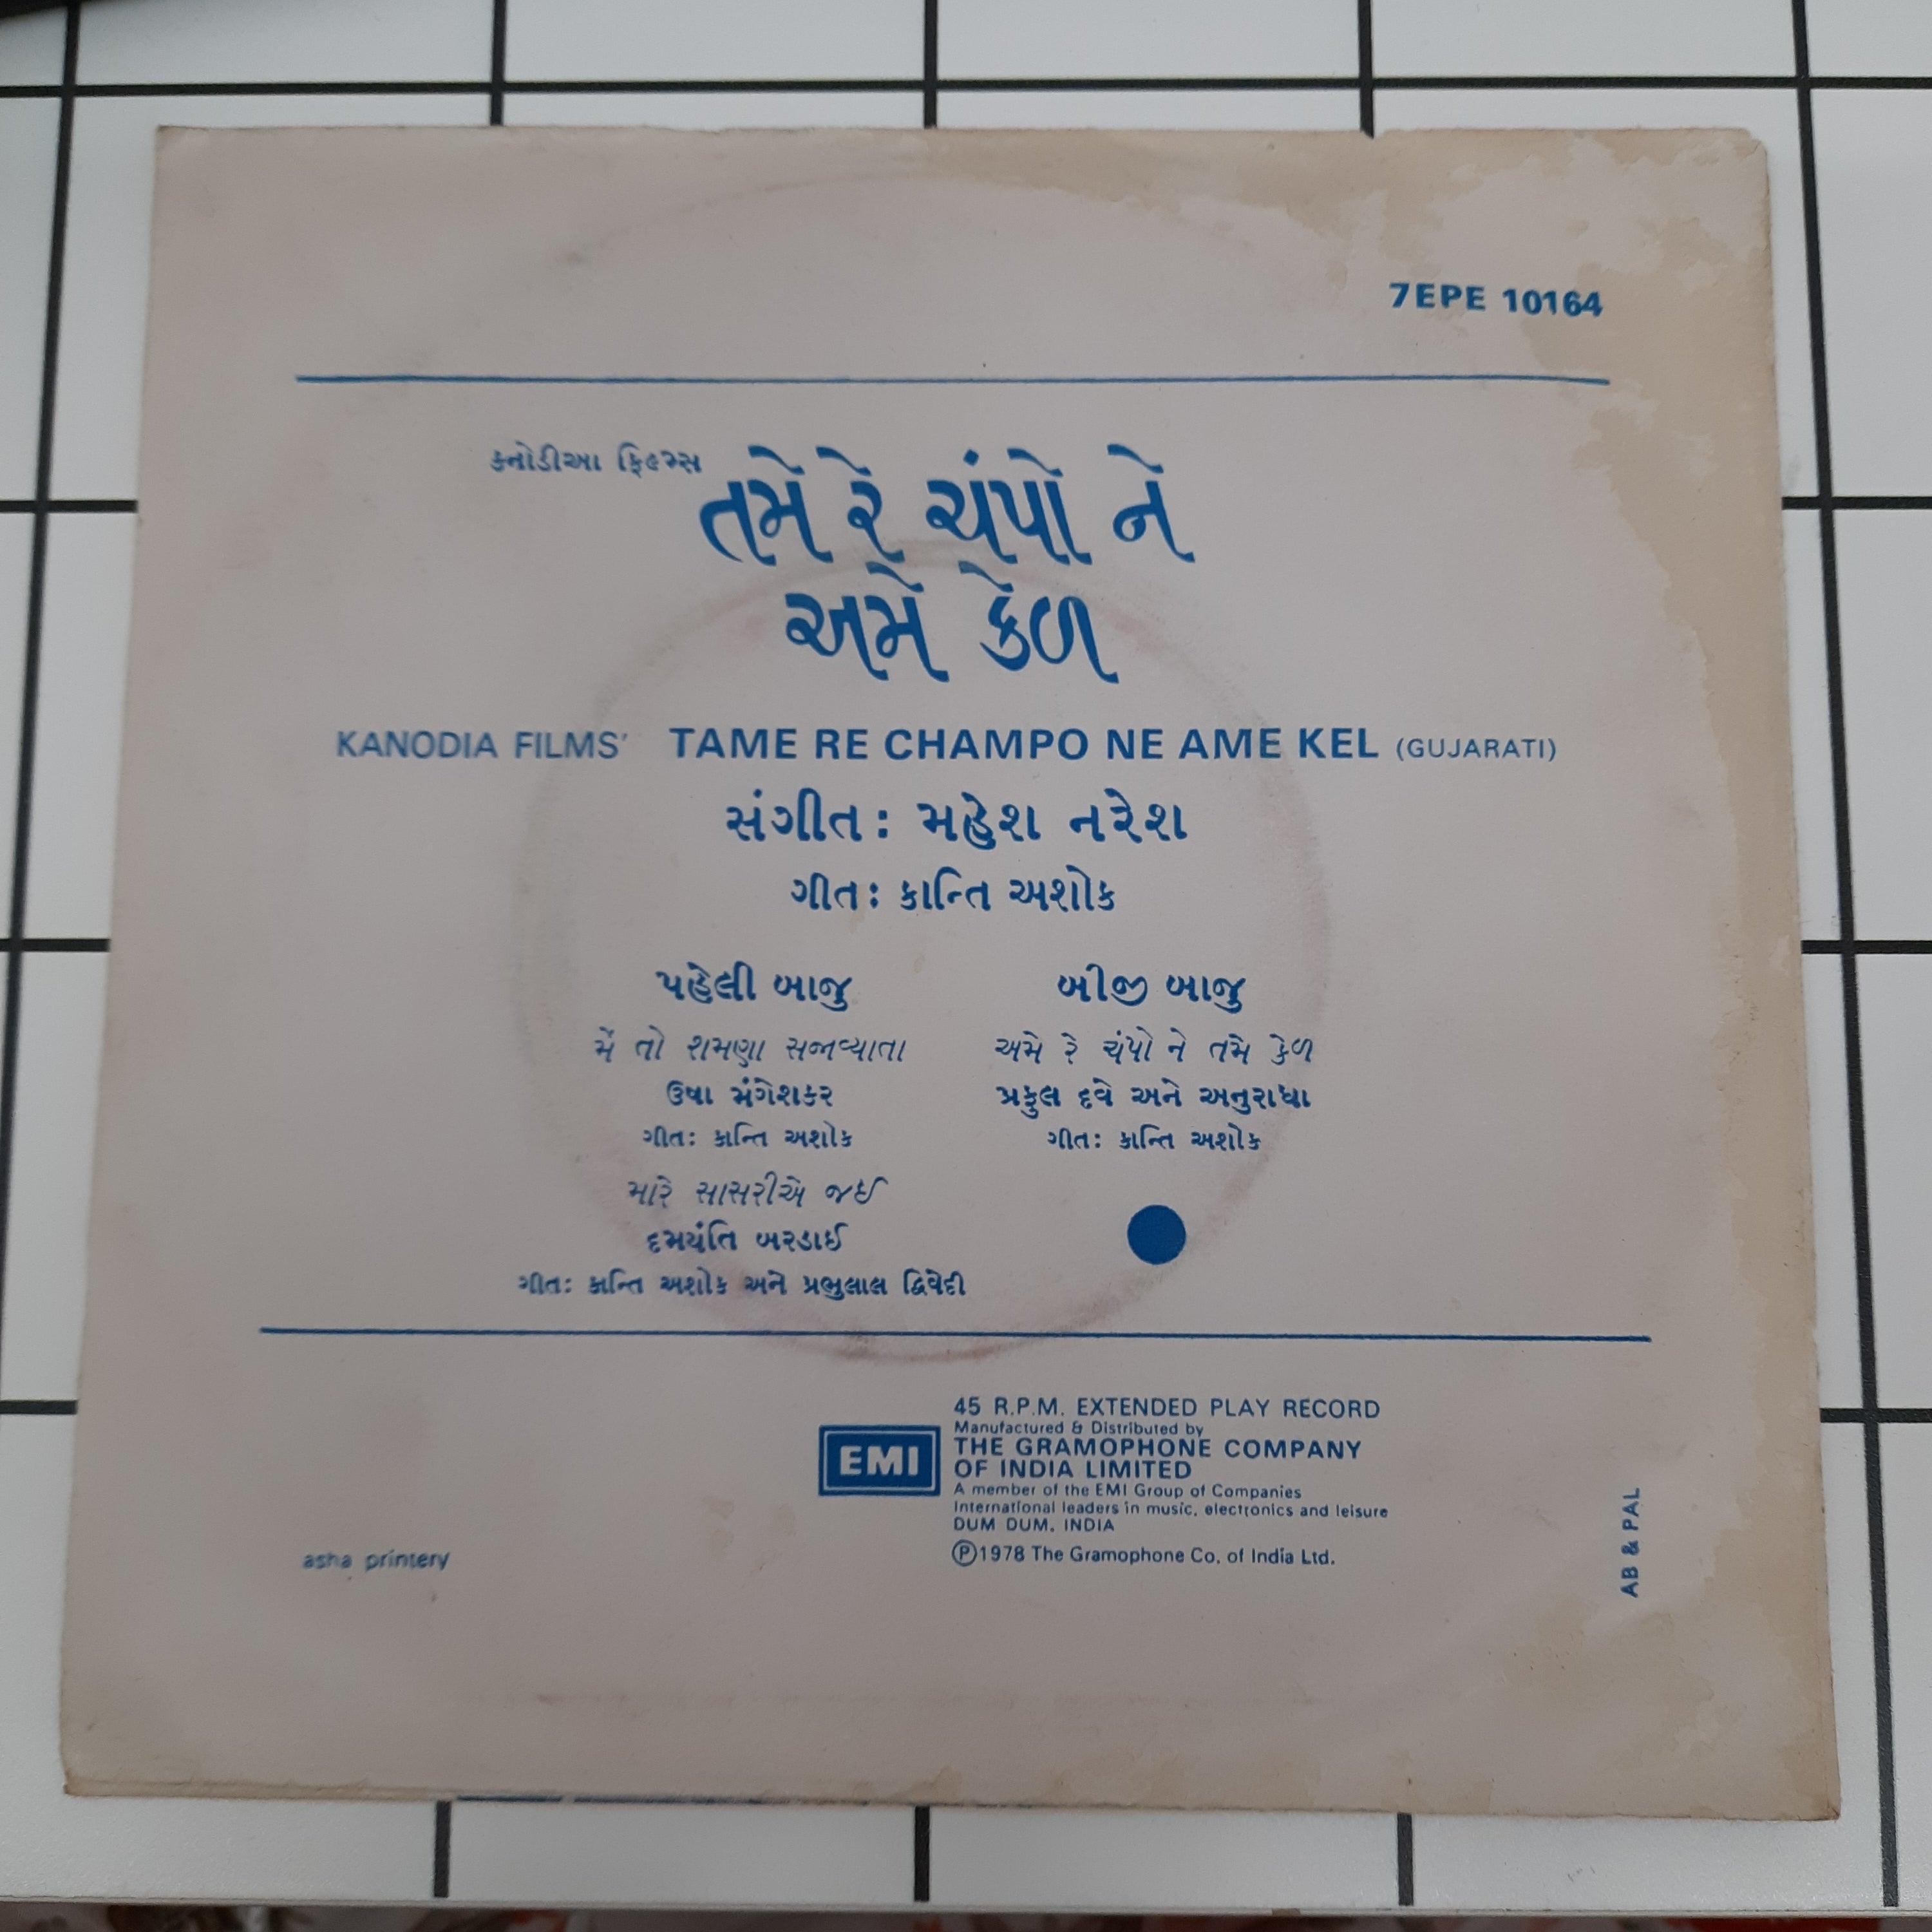 7EPE 10164
કનોડીઆ ફિલ્મ્સ
તમે રે ચંપો ને
અમે કેળ
KANODIA FILMS' TAME RE CHAMPO NE AME KEL (GUJARATI)
સંગીત: મહેશ નરેશ
ગીત: કાન્તિ અશોક
પહેલી બાજુ
મેં તો રામણા સજાવ્યાતા
ઉષા મંગેશકર
ગીત: કાન્તિ અશોક
મારે સાસરીએ જઈ
દમયંતિ બરડાઈ
ગીત: કાન્તિ અશોક અને પ્રભુલાલ દ્વિવેદી
બીજી બાજુ
અમે રે ચંપો ને તમે કેળ
પ્રફુલ દવે અને અનુરાધા
ગીત: કાન્તિ અશોક
EMI
45 R.P.M. EXTENDED PLAY RECORD
Manufactured & Distributed by
THE GRAMOPHONE COMPANY
OF INDIA LIMITED
A member of the EMI Group of Companies
International leaders in music, electronics and leisure
DUM DUM, INDIA
Ⓟ1978 The Gramophone Co. of India Ltd.
asha printery
AB & PAL